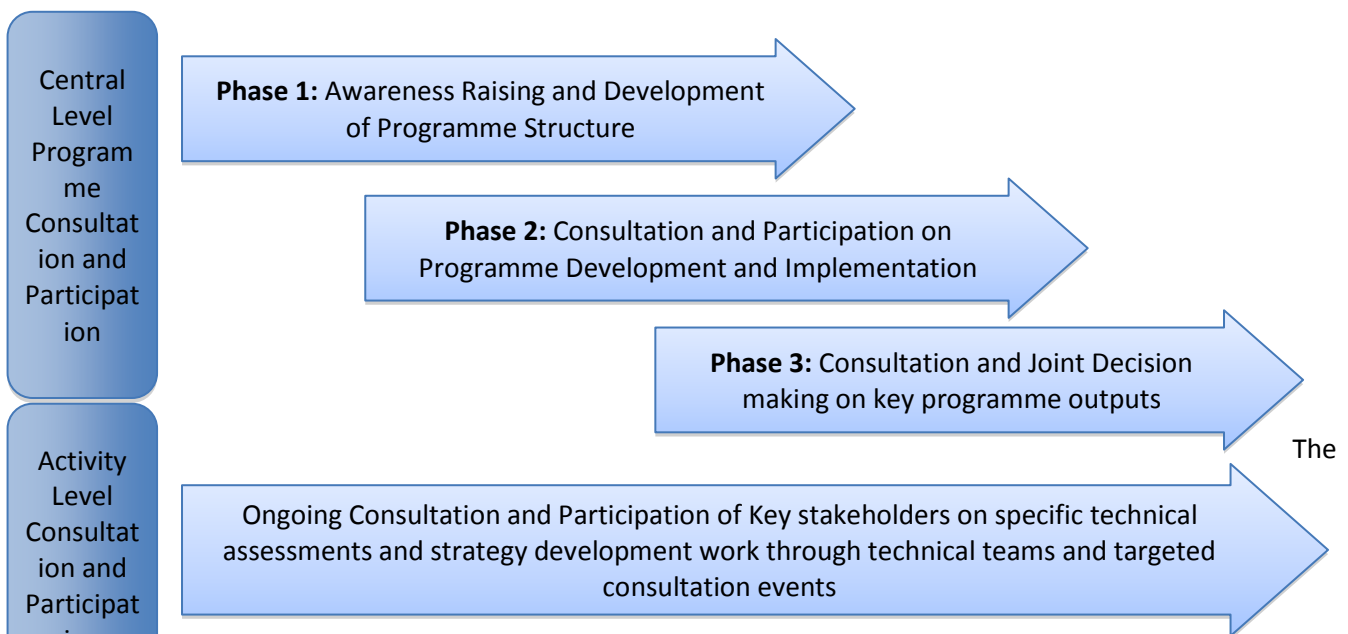 Central
Level
Program
me
Consultat
ion and
Participat
ion
Phase 1: Awareness Raising and Development
of Programme Structure
Phase 2: Consultation and Participation on
Programme Development and Implementation
Phase 3: Consultation and Joint Decision
making on key programme outputs
The
Activity
Level
Consultat
ion and
Participat
Ongoing Consultation and Participation of Key stakeholders on specific technical
assessments and strategy development work through technical teams and targeted
consultation events